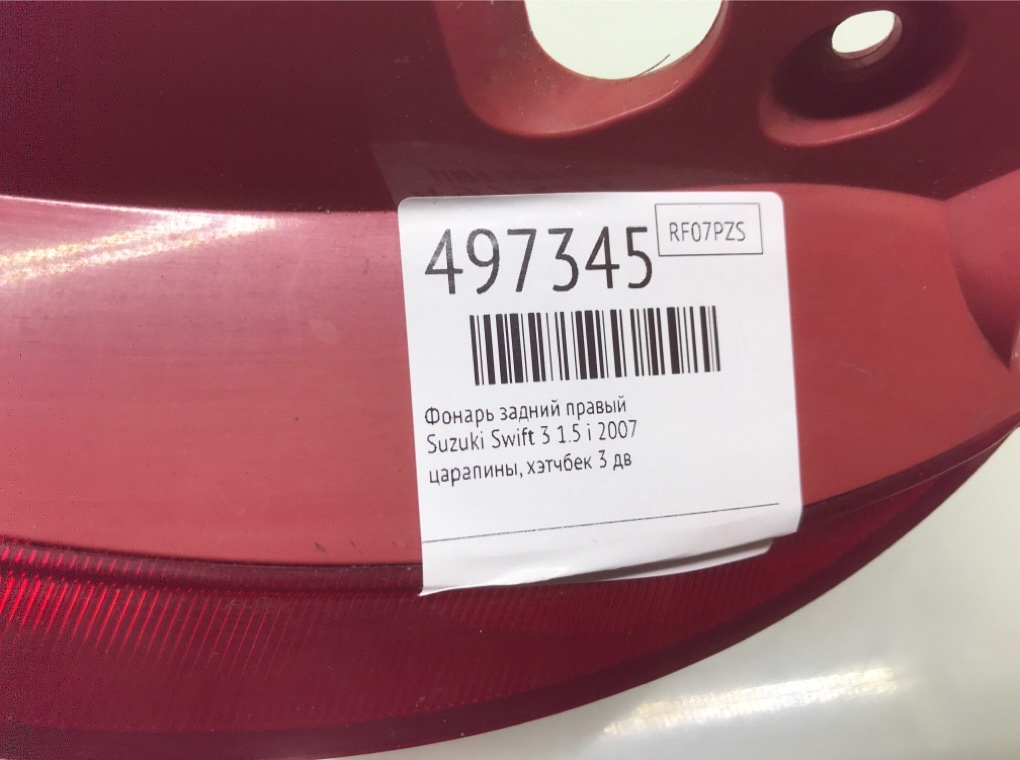 497345
RF07PZS
Фонарь задний правый
Suzuki Swift 3 1.5 i 2007
царапины, хэтчбек 3 дв